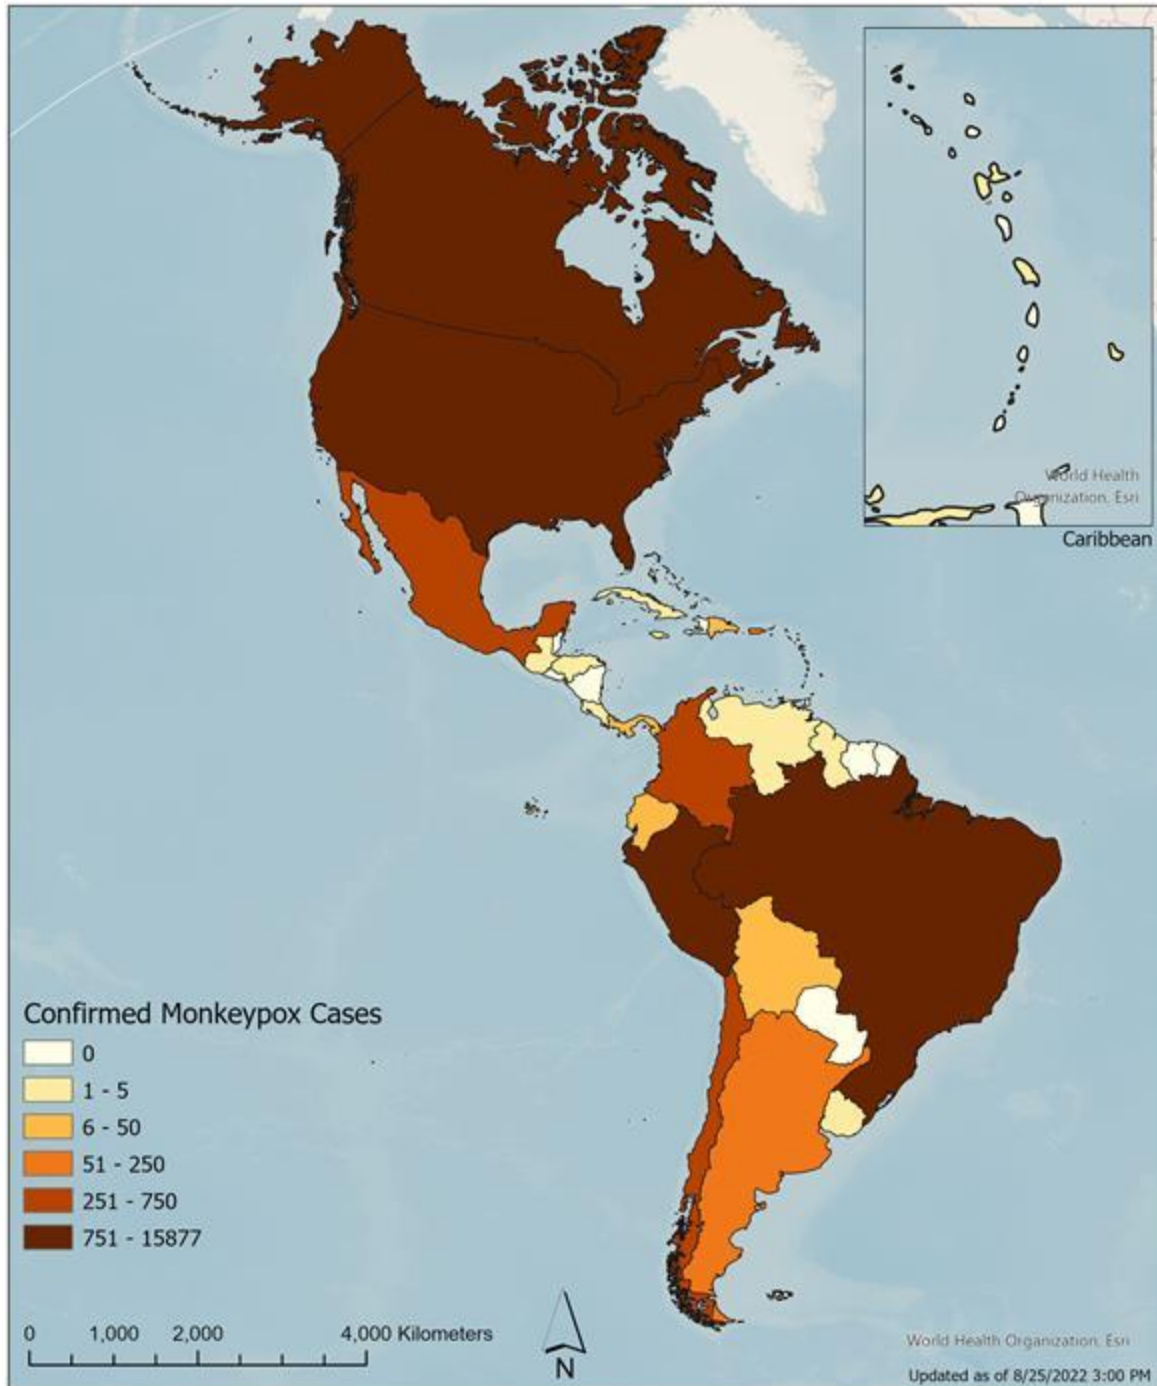 World Health
Organization, Esri
Caribbean
Confirmed Monkeypox Cases
0
1 - 5
6 - 50
51 - 250
251 - 750
751 - 15877
0 1,000 2,000 4,000 Kilometers
N
World Health Organization, Esri
Updated as of 8/25/2022 3:00 PM